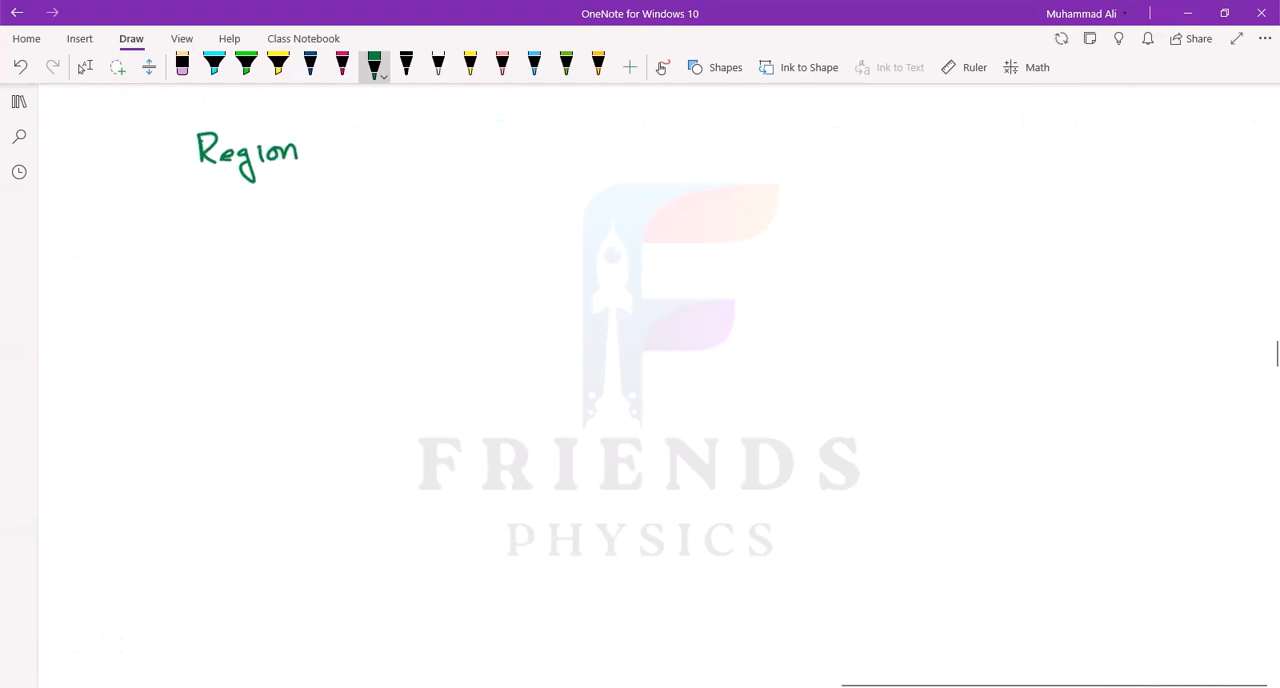 OneNote for Windows 10
Muhammad Ali
Home Insert Draw View Help Class Notebook
Share
Shapes Ink to Shape Ink to Text Ruler Math
Region
FRIENDS
PHYSICS